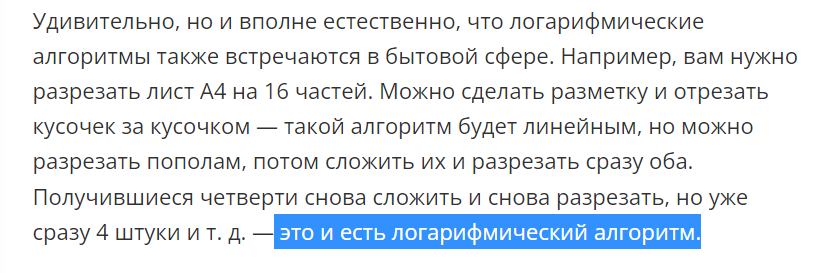 Удивительно, но и вполне естественно, что логарифмические
алгоритмы также встречаются в бытовой сфере. Например, вам нужно
разрезать лист А4 на 16 частей. Можно сделать разметку и отрезать
кусочек за кусочком — такой алгоритм будет линейным, но можно
разрезать пополам, потом сложить их и разрезать сразу оба.
Получившиеся четверти снова сложить и снова разрезать, но уже
сразу 4 штуки и т. д. — это и есть логарифмический алгоритм.